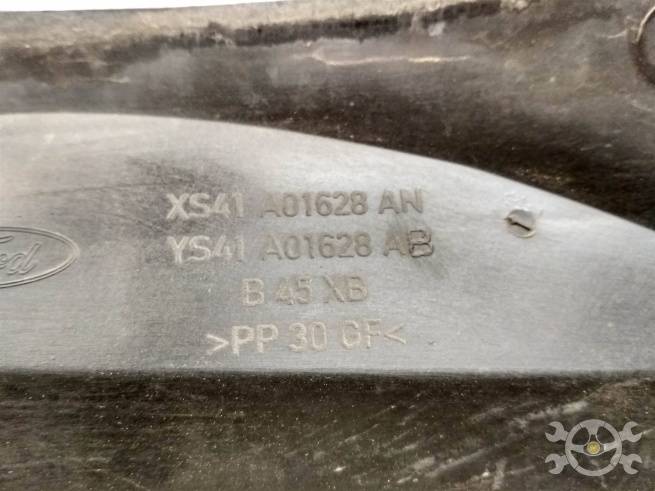 XS41 A01628 AN
YS41 A01628 AB
Ford
B 45 XB
>PP 30 GF<